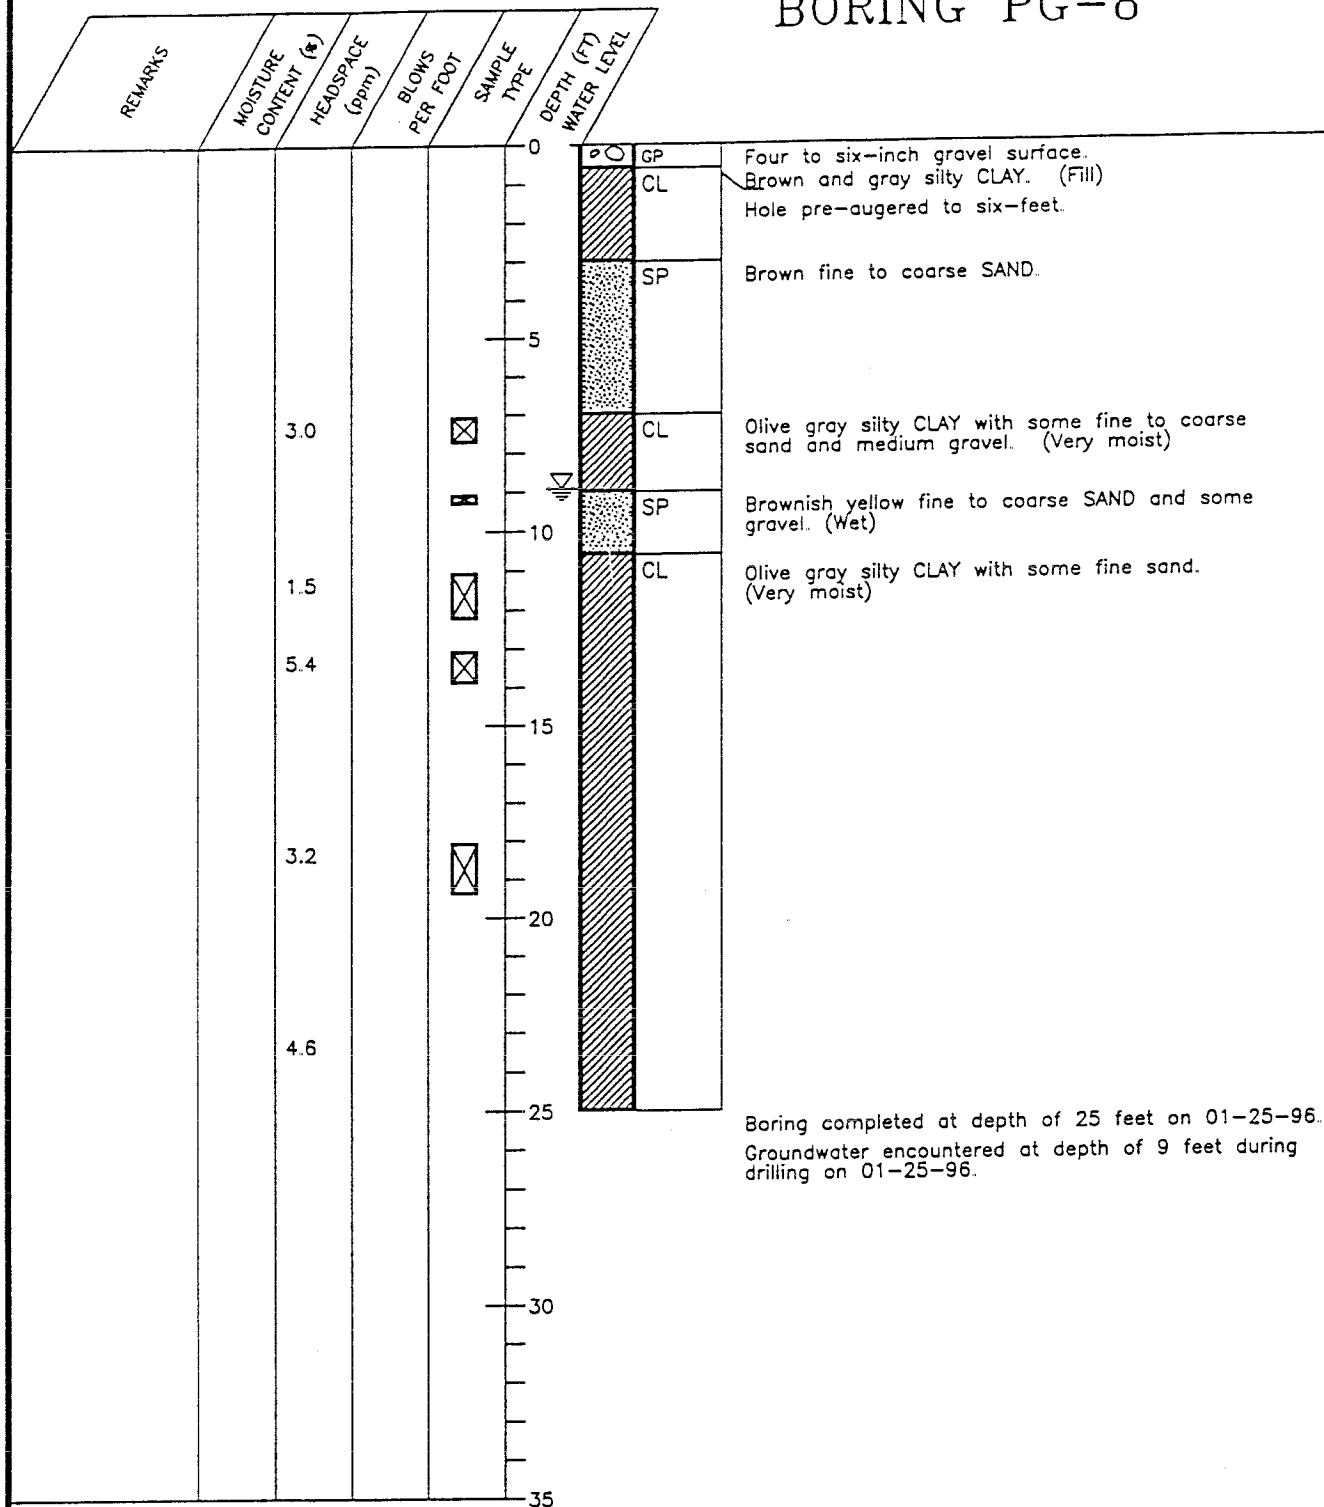 BORING PG-8
REMARKS
MOISTURE
CONTENT (%)
HEADSPACE
(ppm)
BLOWS
PER FOOT
SAMPLE
TYPE
DEPTH (FT)
WATER LEVEL
0
GP
Four to six-inch gravel surface.
CL
Brown and gray silty CLAY. (Fill)
Hole pre-augered to six-feet.
SP
Brown fine to coarse SAND.
5
3.0
CL
Olive gray silty CLAY with some fine to coarse
sand and medium gravel. (Very moist)
SP
Brownish yellow fine to coarse SAND and some
gravel. (Wet)
10
CL
Olive gray silty CLAY with some fine sand.
(Very moist)
1.5
5.4
15
3.2
20
4.6
25
Boring completed at depth of 25 feet on 01-25-96.
Groundwater encountered at depth of 9 feet during
drilling on 01-25-96.
30
35